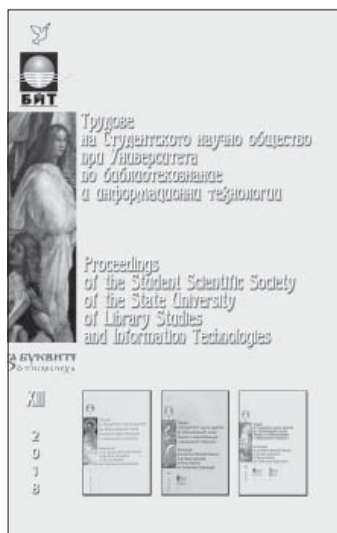 БИТ
Трудове
на Студентското научно общество
при Университета
по библиотекознание
и информационни технологии
Proceedings
of the Student Scientific Society
of the State University
of Library Studies
and Information Technologies
БУКВИТЕ
XIII
2
0
1
8